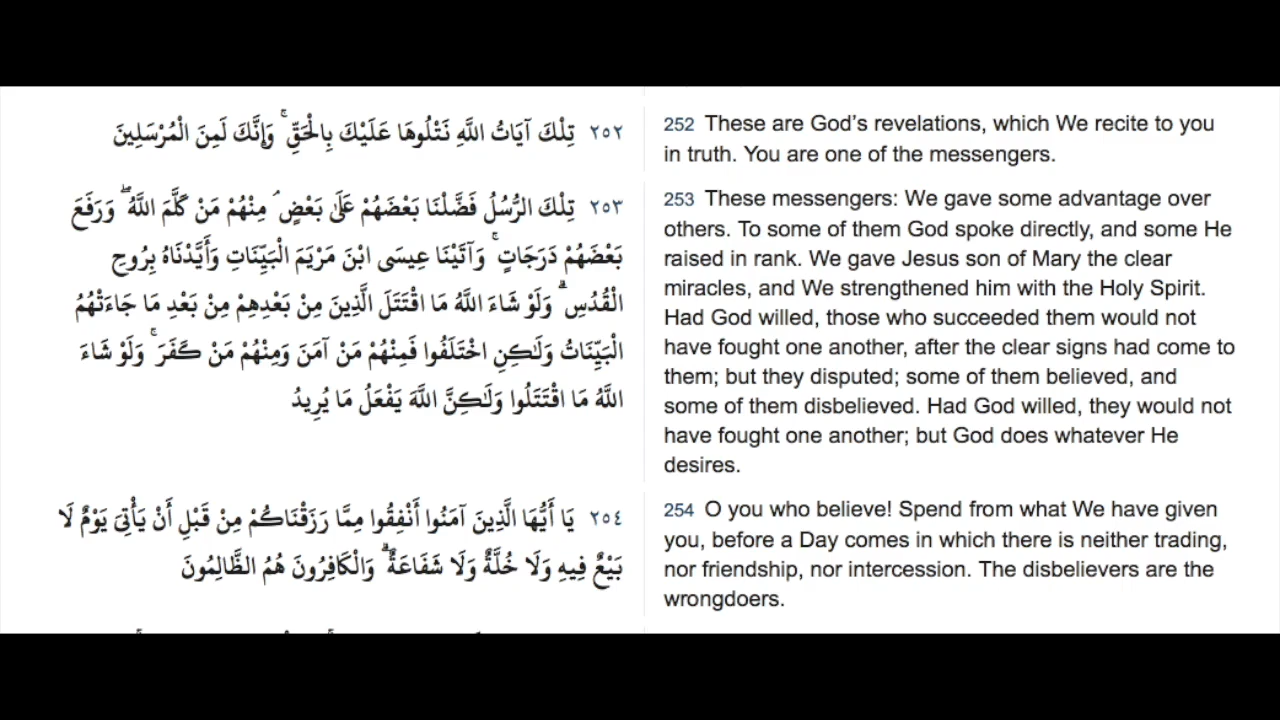 ٢٥٢ تِلْكَ آيَاتُ اللَّهِ نَتْلُوهَا عَلَيْكَ بِالْحَقِّ ۚ وَإِنَّكَ لَمِنَ الْمُرْسَلِينَ
252 These are God’s revelations, which We recite to you
in truth. You are one of the messengers.
٢٥٣ تِلْكَ الرُّسُلُ فَضَّلْنَا بَعْضَهُمْ عَلَىٰ بَعْضٍ ۘ مِنْهُمْ مَنْ كَلَّمَ اللَّهُ ۖ وَرَفَعَ
بَعْضَهُمْ دَرَجَاتٍ ۚ وَآتَيْنَا عِيسَى ابْنَ مَرْيَمَ الْبَيِّنَاتِ وَأَيَّدْنَاهُ بِرُوحِ
الْقُدُسِ ۗ وَلَوْ شَاءَ اللَّهُ مَا اقْتَتَلَ الَّذِينَ مِنْ بَعْدِهِمْ مِنْ بَعْدِ مَا جَاءَتْهُمُ
الْبَيِّنَاتُ وَلَٰكِنِ اخْتَلَفُوا فَمِنْهُمْ مَنْ آمَنَ وَمِنْهُمْ مَنْ كَفَرَ ۚ وَلَوْ شَاءَ
اللَّهُ مَا اقْتَتَلُوا وَلَٰكِنَّ اللَّهَ يَفْعَلُ مَا يُرِيدُ
253 These messengers: We gave some advantage over
others. To some of them God spoke directly, and some He
raised in rank. We gave Jesus son of Mary the clear
miracles, and We strengthened him with the Holy Spirit.
Had God willed, those who succeeded them would not
have fought one another, after the clear signs had come to
them; but they disputed; some of them believed, and
some of them disbelieved. Had God willed, they would not
have fought one another; but God does whatever He
desires.
٢٥٤ يَا أَيُّهَا الَّذِينَ آمَنُوا أَنْفِقُوا مِمَّا رَزَقْنَاكُمْ مِنْ قَبْلِ أَنْ يَأْتِيَ يَوْمٌ لَا
بَيْعٌ فِيهِ وَلَا خُلَّةٌ وَلَا شَفَاعَةٌ ۗ وَالْكَافِرُونَ هُمُ الظَّالِمُونَ
254 O you who believe! Spend from what We have given
you, before a Day comes in which there is neither trading,
nor friendship, nor intercession. The disbelievers are the
wrongdoers.